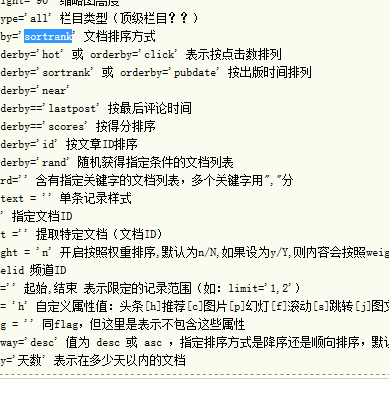 ight='90' 缩略图高度
ype='all' 栏目类型（顶级栏目？？）
by='sortrank' 文档排序方式
derby='hot' 或 orderby='click' 表示按点击数排列
derby='sortrank' 或 orderby='pubdate' 按出版时间排列
derby='near'
derby=='lastpost' 按最后评论时间
derby=='scores' 按得分排序
derby='id' 按文章ID排序
derby='rand' 随机获得指定条件的文档列表
rd='' 含有指定关键字的文档列表，多个关键字用","分
text = '' 单条记录样式
' 指定文档ID
t = '' 提取特定文档（文档ID）
ght = 'n' 开启按照权重排序,默认为n/N,如果设为y/Y,则内容会按照weig
elid 频道ID
='' 起始,结束 表示限定的记录范围（如：limit='1,2'）
= 'h' 自定义属性值：头条[h]推荐[c]图片[p]幻灯[f]滚动[s]跳转[j]图文
g = '' 同flag，但这里是表示不包含这些属性
way='desc' 值为 desc 或 asc ，指定排序方式是降序还是顺向排序，默认
y='天数' 表示在多少天以内的文档